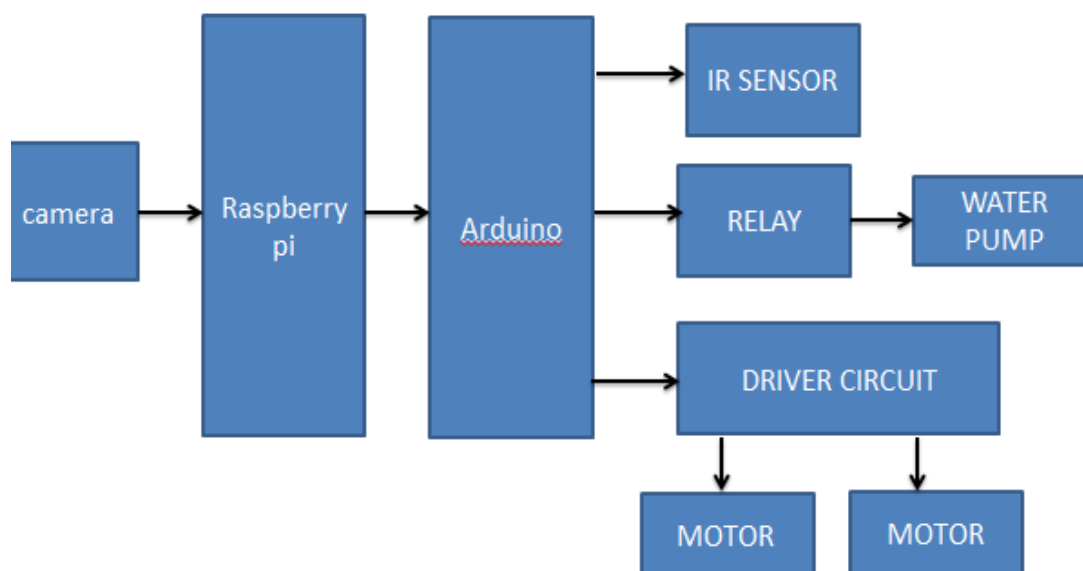 camera
Raspberry
pi
Arduino
IR SENSOR
RELAY
WATER
PUMP
DRIVER CIRCUIT
MOTOR
MOTOR